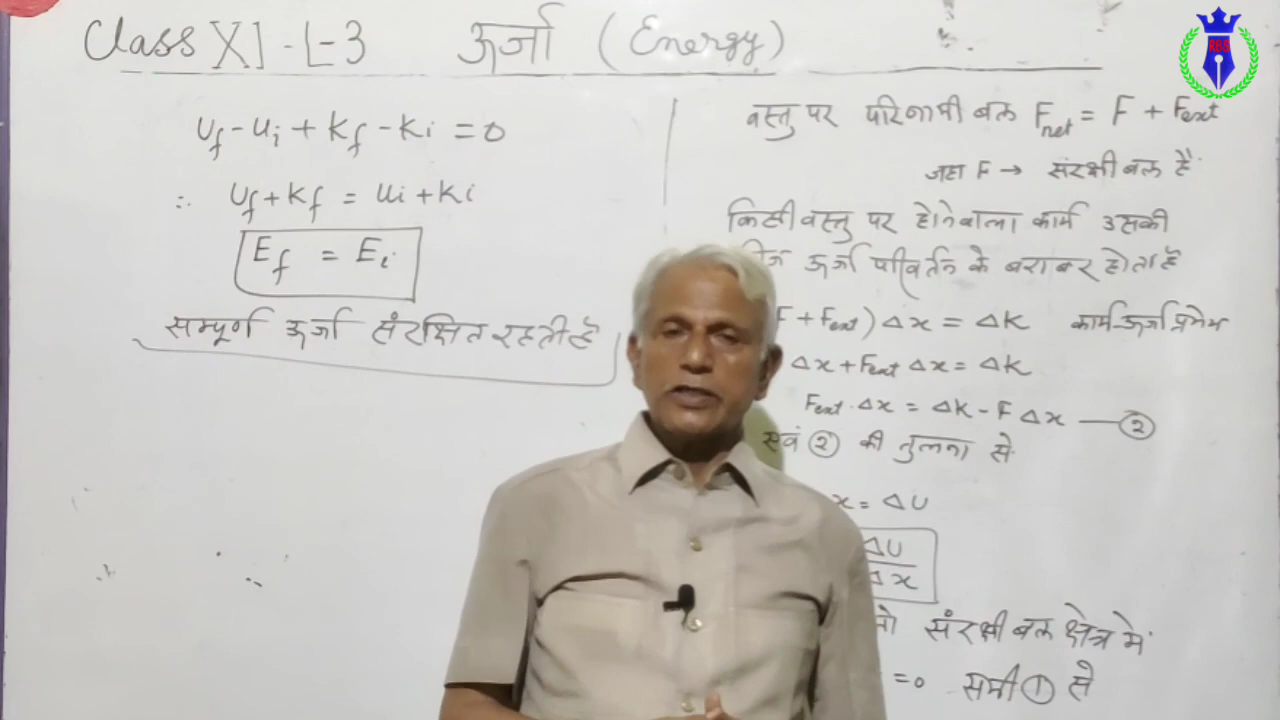 Class XI - L-3 ऊर्जा (Energy)
RBS
Uf - Ui + Kf - Ki = 0
∴ Uf + Kf = Ui + Ki
Ef = Ei
सम्पूर्ण ऊर्जा संरक्षित रहती है
वस्तु पर परिणामी बल Fnet = F + Fext
जहा F → संरक्षी बल है
किसी वस्तु पर होने वाला कार्य उसकी
ऊर्जा परिवर्तन के बराबर होता है
F + Fext) Δx = ΔK कार्य-ऊर्जा प्रमेय
Δx + Fext Δx = ΔK
Fext · Δx = ΔK - F Δx — ②
एवं ② की तुलना से
x = ΔU
ΔU
Δx
संरक्षी बल क्षेत्र में
= 0 समी ① से